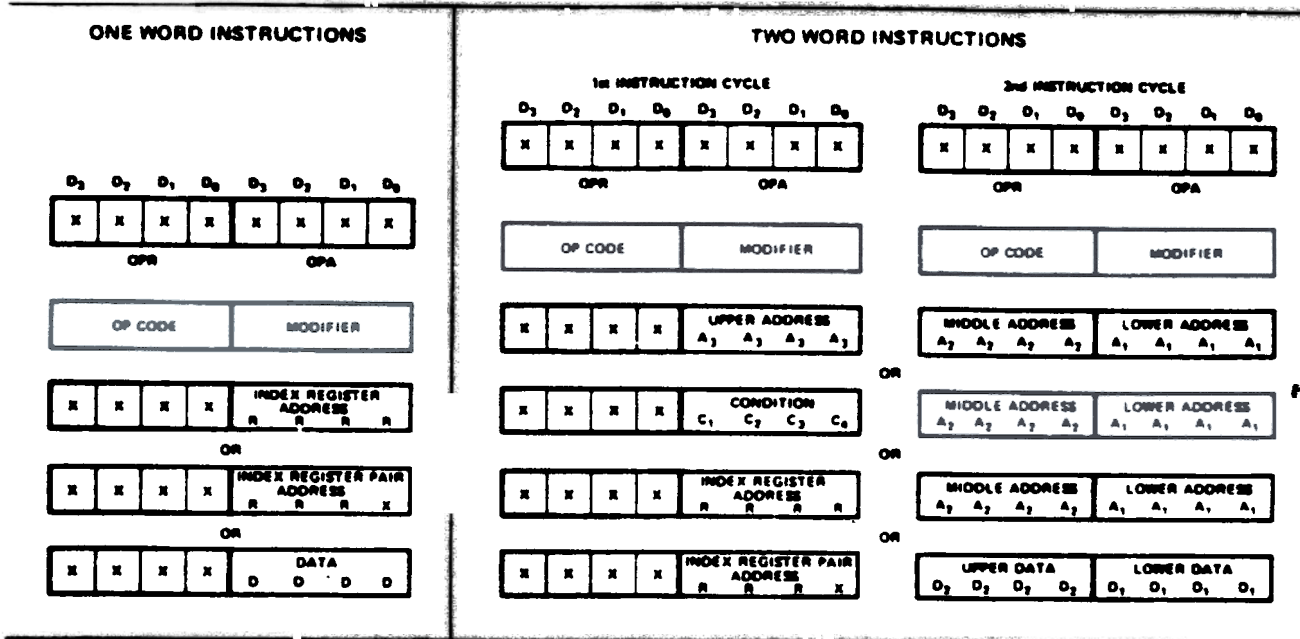 ONE WORD INSTRUCTIONS
D₃ D₂ D₁ D₀ D₃ D₂ D₁ D₀
X X X X X X X X
OPR OPA
OP CODE MODIFIER
X X X X INDEX REGISTER ADDRESS
R R R R
OR
X X X X INDEX REGISTER PAIR ADDRESS
R R R X
OR
X X X X DATA
D D D D
TWO WORD INSTRUCTIONS
1st INSTRUCTION CYCLE 2nd INSTRUCTION CYCLE
D₃ D₂ D₁ D₀ D₃ D₂ D₁ D₀ D₃ D₂ D₁ D₀ D₃ D₂ D₁ D₀
X X X X X X X X X X X X X X X X
OPR OPA OPR OPA
OP CODE MODIFIER OP CODE MODIFIER
X X X X UPPER ADDRESS MIDDLE ADDRESS LOWER ADDRESS
A₃ A₃ A₃ A₃ A₂ A₂ A₂ A₂ A₁ A₁ A₁ A₁
OR
X X X X CONDITION MIDDLE ADDRESS LOWER ADDRESS
C₁ C₂ C₃ C₄ A₂ A₂ A₂ A₂ A₁ A₁ A₁ A₁
OR
X X X X INDEX REGISTER ADDRESS MIDDLE ADDRESS LOWER ADDRESS
R R R R A₂ A₂ A₂ A₂ A₁ A₁ A₁ A₁
OR
X X X X INDEX REGISTER PAIR ADDRESS UPPER DATA LOWER DATA
R R R X D₂ D₂ D₂ D₂ D₁ D₁ D₁ D₁